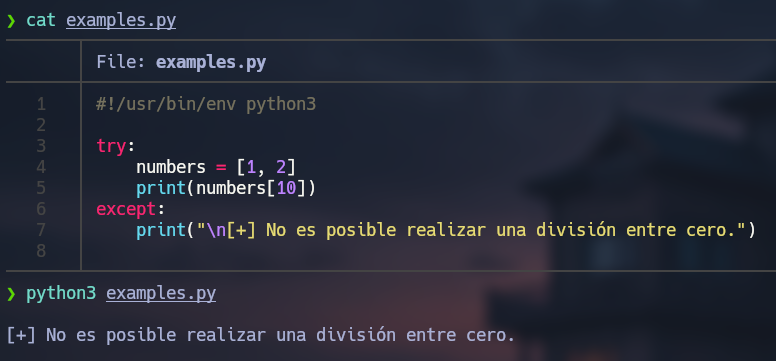 ❯ cat examples.py
File: examples.py
1 #!/usr/bin/env python3
2
3 try:
4     numbers = [1, 2]
5     print(numbers[10])
6 except:
7     print("\n[+] No es posible realizar una división entre cero.")
8
❯ python3 examples.py
[+] No es posible realizar una división entre cero.